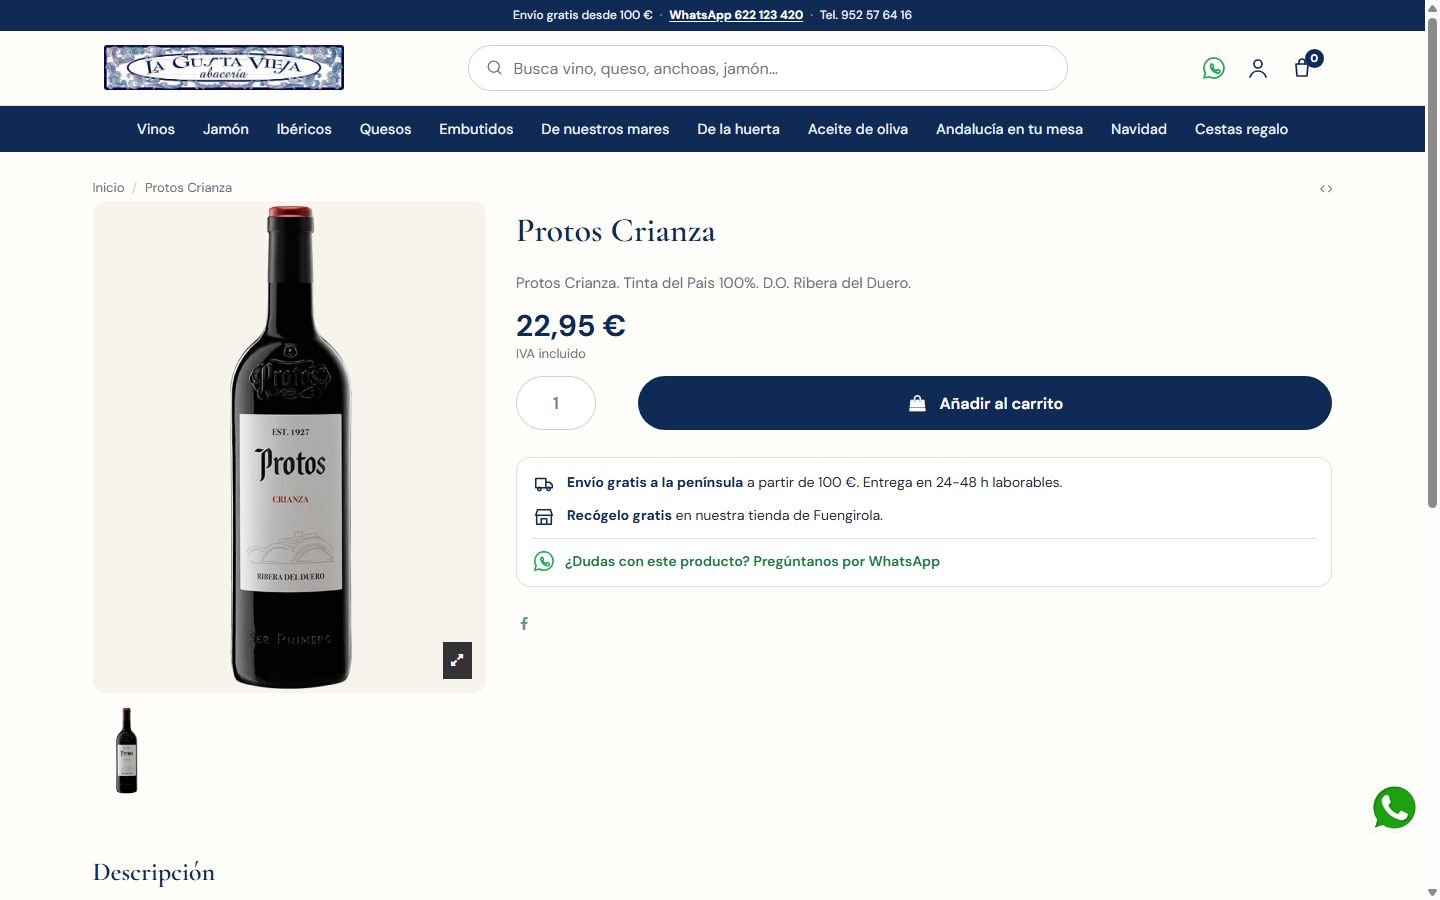 Envío gratis desde 100 € · WhatsApp 622 123 420 · Tel. 952 57 64 16
LA GUSTA VIEJA
abacería
Busca vino, queso, anchoas, jamón...
0
Vinos Jamón Ibéricos Quesos Embutidos De nuestros mares De la huerta Aceite de oliva Andalucía en tu mesa Navidad Cestas regalo
Inicio / Protos Crianza
Protos
EST. 1927
Protos
CRIANZA
RIBERA DEL DUERO
SER PRIMERO
Protos
Protos Crianza
Protos Crianza. Tinta del Pais 100%. D.O. Ribera del Duero.
22,95 €
IVA incluido
1
Añadir al carrito
Envío gratis a la península a partir de 100 €. Entrega en 24-48 h laborables.
Recógelo gratis en nuestra tienda de Fuengirola.
¿Dudas con este producto? Pregúntanos por WhatsApp
Descripción